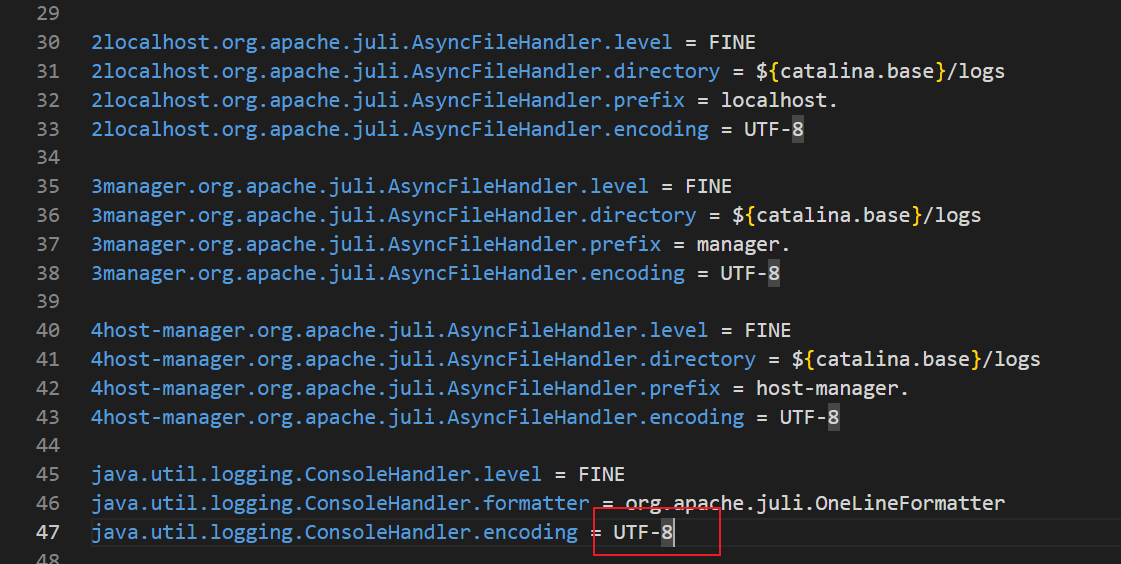 29
30 2localhost.org.apache.juli.AsyncFileHandler.level = FINE
31 2localhost.org.apache.juli.AsyncFileHandler.directory = ${catalina.base}/logs
32 2localhost.org.apache.juli.AsyncFileHandler.prefix = localhost.
33 2localhost.org.apache.juli.AsyncFileHandler.encoding = UTF-8
34
35 3manager.org.apache.juli.AsyncFileHandler.level = FINE
36 3manager.org.apache.juli.AsyncFileHandler.directory = ${catalina.base}/logs
37 3manager.org.apache.juli.AsyncFileHandler.prefix = manager.
38 3manager.org.apache.juli.AsyncFileHandler.encoding = UTF-8
39
40 4host-manager.org.apache.juli.AsyncFileHandler.level = FINE
41 4host-manager.org.apache.juli.AsyncFileHandler.directory = ${catalina.base}/logs
42 4host-manager.org.apache.juli.AsyncFileHandler.prefix = host-manager.
43 4host-manager.org.apache.juli.AsyncFileHandler.encoding = UTF-8
44
45 java.util.logging.ConsoleHandler.level = FINE
46 java.util.logging.ConsoleHandler.formatter = org.apache.juli.OneLineFormatter
47 java.util.logging.ConsoleHandler.encoding = UTF-8
48